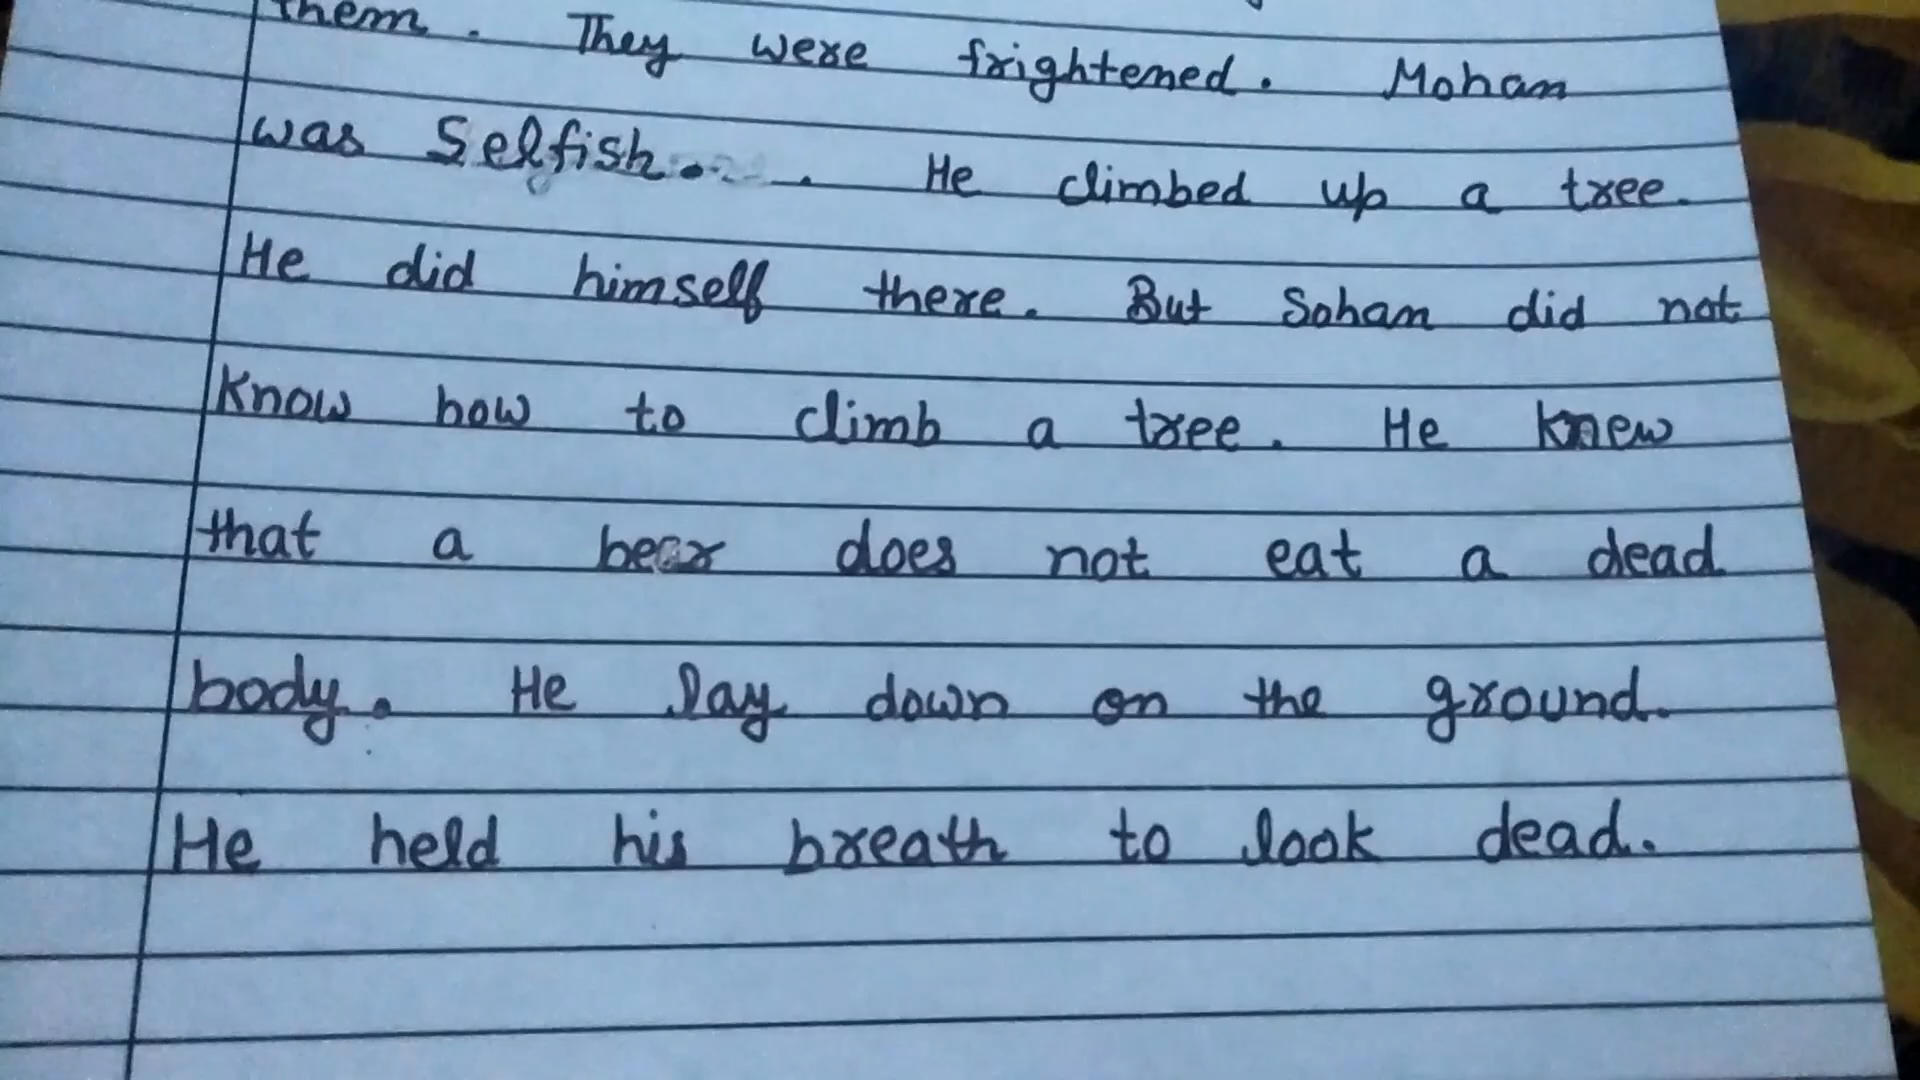 them. They were frightened. Mohan
was Selfish. . He climbed up a tree.
He did himself there. But Sohan did not
Know how to climb a tree. He knew
that a bear does not eat a dead
body. He lay down on the ground.
He held his breath to look dead.